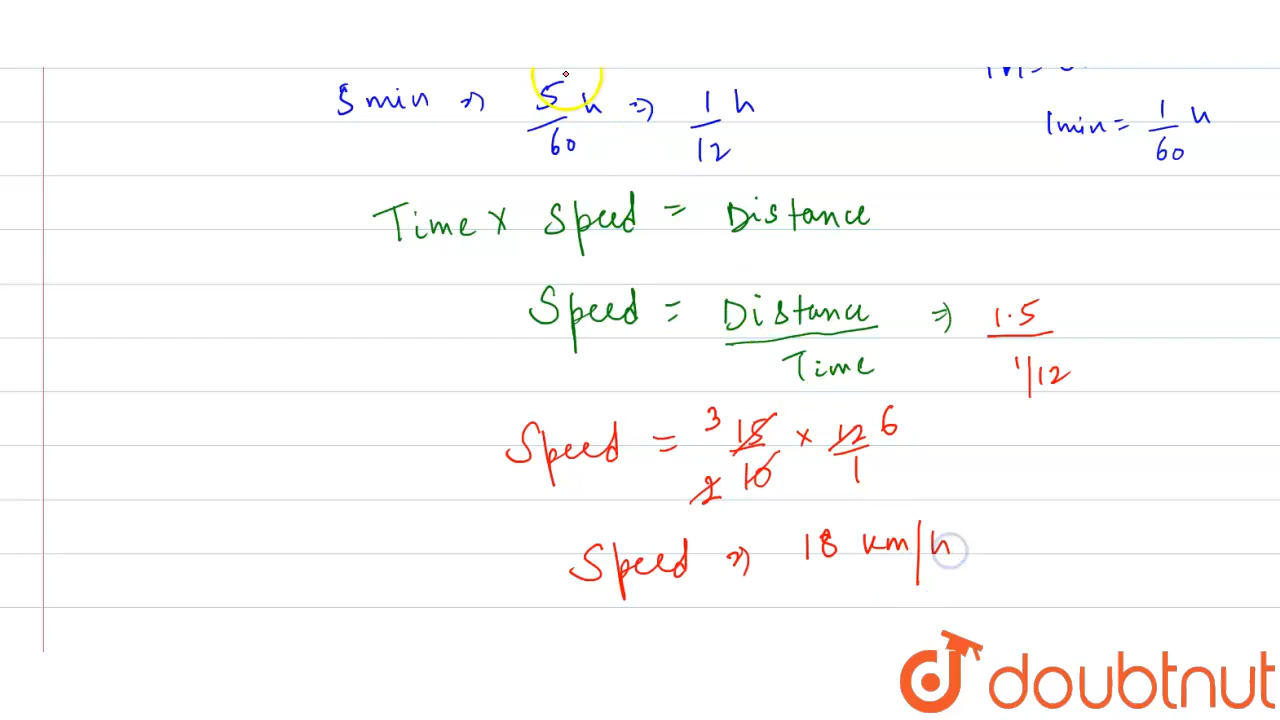 5 min ⇒ 5/60 h ⇒ 1/12 h
1 min = 1/60 h
Time × Speed = Distance
Speed = Distance/Time ⇒ 1.5/1/12
Speed = 3 15/10 2 × 12/1 6
Speed ⇒ 18 km/h
doubtnut